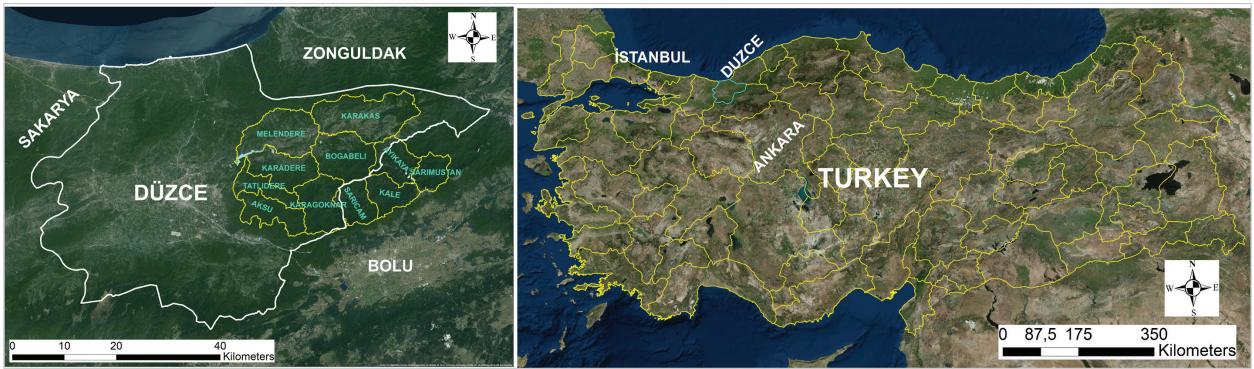 ZONGULDAK
N
W E
S
SAKARYA
KARAKAS
MELENDERE
BOGABELI
KARADERE
SARIMUSTAN
TATLIDERE
KALE
AKSU
KARAGOKNAR
SARICAM
DÜZCE
BOLU
0 10 20 40
Kilometers
İSTANBUL
DUZCE
ANKARA
TURKEY
N
W E
S
0 87,5 175 350
Kilometers